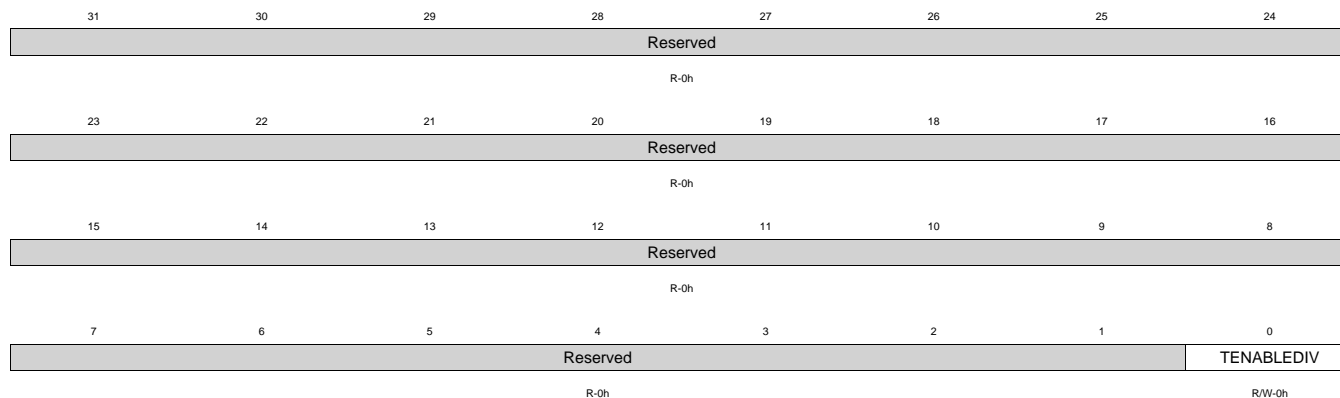 31 30 29 28 27 26 25 24
Reserved
R-0h
23 22 21 20 19 18 17 16
Reserved
R-0h
15 14 13 12 11 10 9 8
Reserved
R-0h
7 6 5 4 3 2 1 0
Reserved TENABLEDIV
R-0h R/W-0h